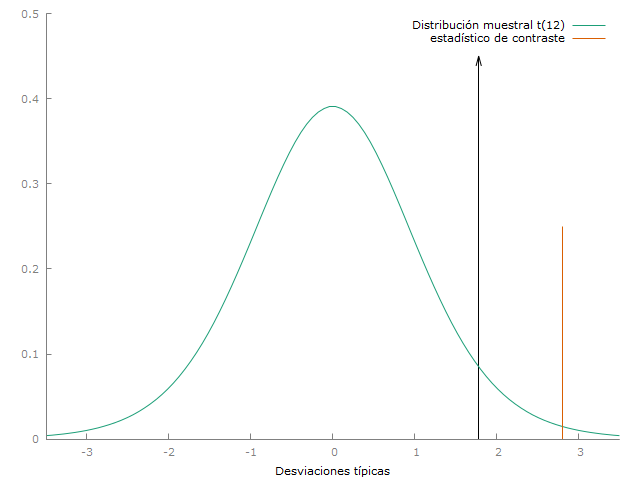 0.5
Distribución muestral t(12)
estadístico de contraste
0.4
0.3
0.2
0.1
0
-3 -2 -1 0 1 2 3
Desviaciones típicas